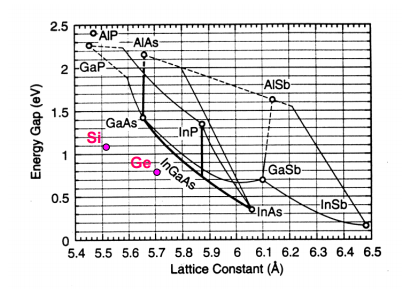 2.5
AlP
AlAs
2
GaP
AlSb
1.5
GaAs
InP
Si
1
Ge
InGaAs
GaSb
0.5
InAs
InSb
0
5.4 5.5 5.6 5.7 5.8 5.9 6 6.1 6.2 6.3 6.4 6.5
Energy Gap (eV)
Lattice Constant (Å)